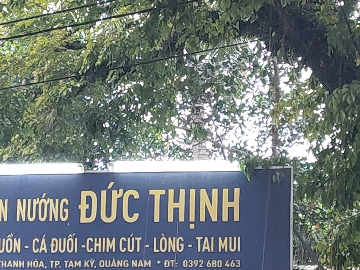 N NƯỚNG ĐỨC THỊNH
UỒN - CÁ ĐUỐI - CHIM CÚT - LÒNG - TAI MUI
THANH HÓA, TP. TAM KỲ, QUẢNG NAM * ĐT: 0392 680 463